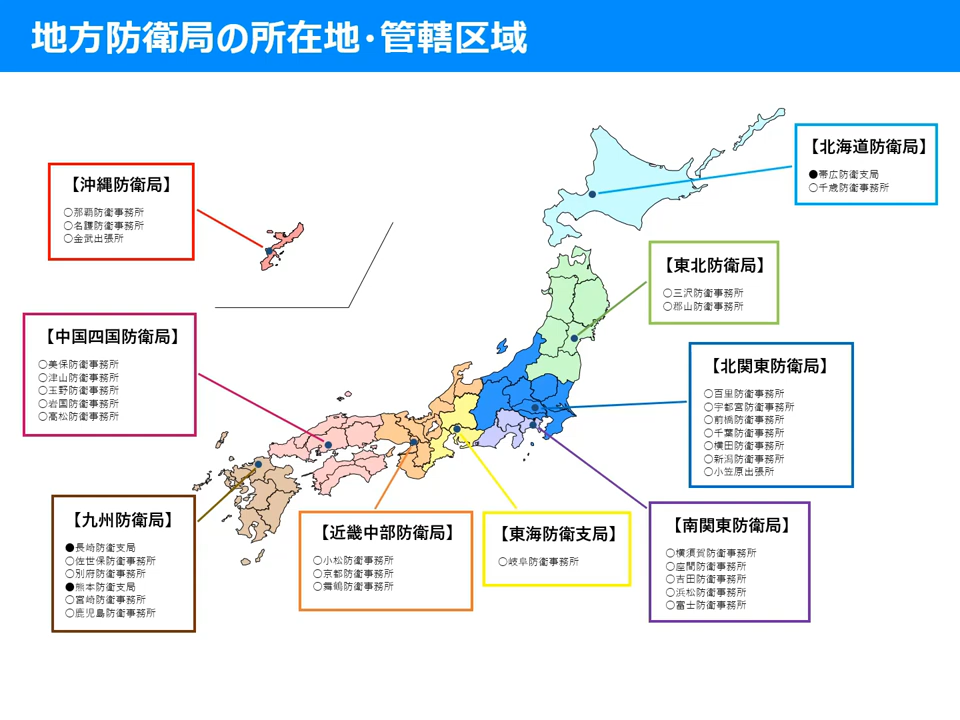 地方防衛局の所在地・管轄区域
【北海道防衛局】
●帯広防衛支局
○千歳防衛事務所
【沖縄防衛局】
○那覇防衛事務所
○名護防衛事務所
○金武出張所
【東北防衛局】
○三沢防衛事務所
○郡山防衛事務所
【中国四国防衛局】
○美保防衛事務所
○津山防衛事務所
○玉野防衛事務所
○岩国防衛事務所
○高松防衛事務所
【北関東防衛局】
○百里防衛事務所
○宇都宮防衛事務所
○前橋防衛事務所
○千葉防衛事務所
○横田防衛事務所
○新潟防衛事務所
○小笠原出張所
【九州防衛局】
●長崎防衛支局
○佐世保防衛事務所
○別府防衛事務所
●熊本防衛支局
○宮崎防衛事務所
○鹿児島防衛事務所
【近畿中部防衛局】
○小松防衛事務所
○京都防衛事務所
○舞鶴防衛事務所
【東海防衛支局】
○岐阜防衛事務所
【南関東防衛局】
○横須賀防衛事務所
○座間防衛事務所
○吉田防衛事務所
○浜松防衛事務所
○富士防衛事務所